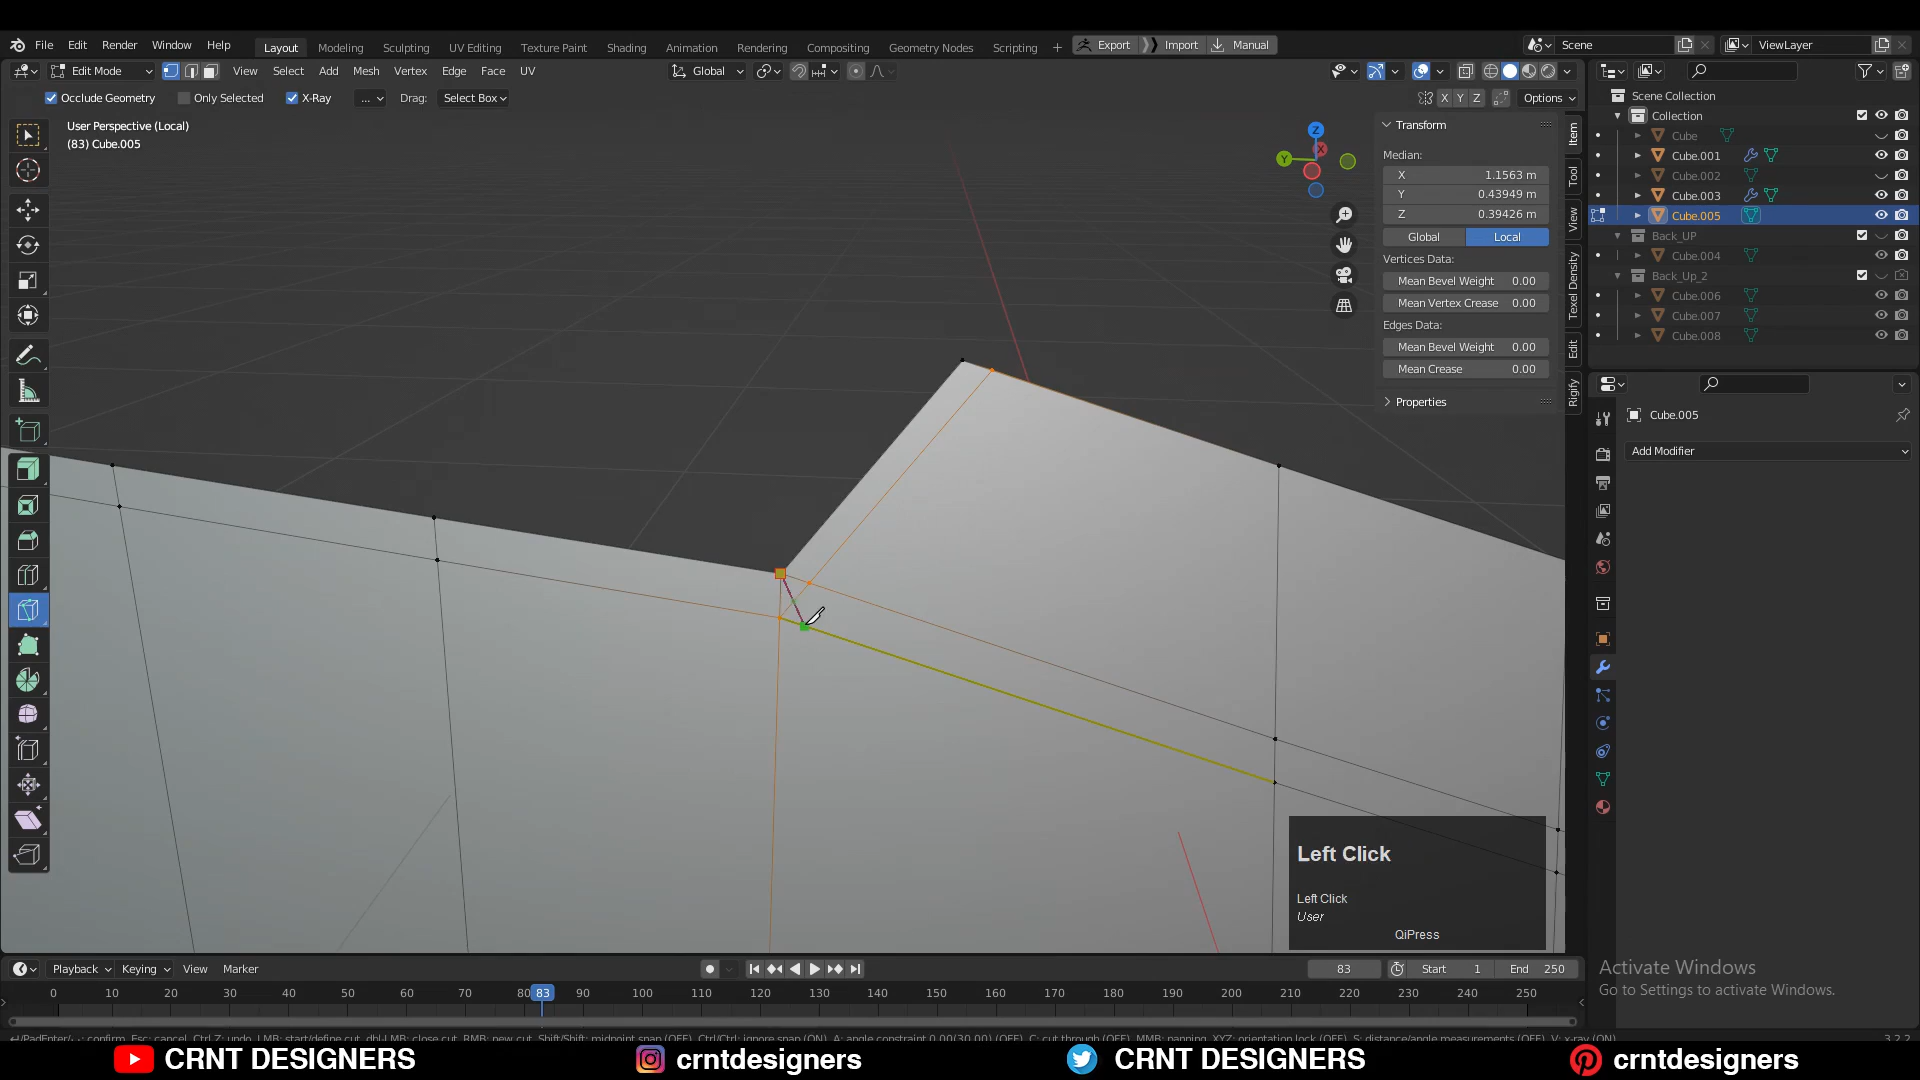 File Edit Render Window Help Layout Modeling Sculpting UV Editing Texture Paint Shading Animation Rendering Compositing Geometry Nodes Scripting + Export Import Manual Scene ViewLayer
Edit Mode View Select Add Mesh Vertex Edge Face UV Global
Occlude Geometry Only Selected X-Ray ... Drag: Select Box X Y Z Options
User Perspective (Local)
(83) Cube.005
Z
X
Y
Transform
Median:
X 1.1563 m
Y 0.43949 m
Z 0.39426 m
Global Local
Vertices Data:
Mean Bevel Weight 0.00
Mean Vertex Crease 0.00
Edges Data:
Mean Bevel Weight 0.00
Mean Crease 0.00
Properties
Item
Tool
View
Texel Density
Edit
Rigify
Scene Collection
Collection
Cube
Cube.001
Cube.002
Cube.003
Cube.005
Back_UP
Cube.004
Back_Up_2
Cube.006
Cube.007
Cube.008
Cube.005
Add Modifier
Left Click
Left Click
User
QiPress
Activate Windows
Go to Settings to activate Windows.
Playback Keying View Marker 83 Start 1 End 250
0 10 20 30 40 50 60 70 80 83 90 100 110 120 130 140 150 160 170 180 190 200 210 220 230 240 250
CRNT DESIGNERS crntdesigners CRNT DESIGNERS crntdesigners